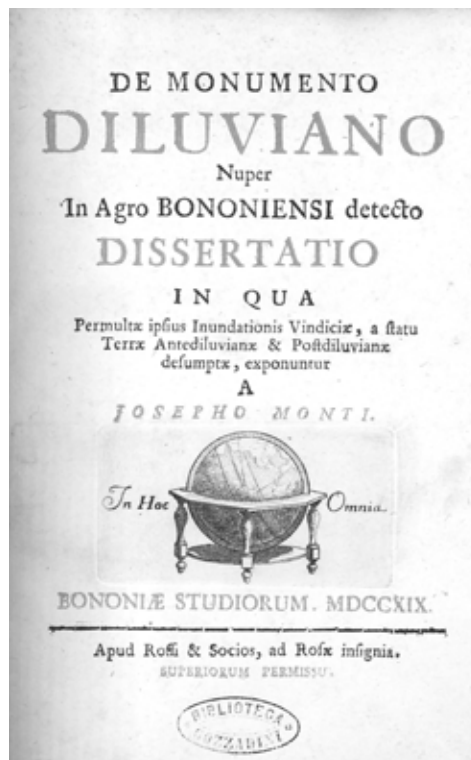 DE MONUMENTO
DILUVIANO
Nuper
In Agro BONONIENSI detecto
DISSERTATIO
IN QUA
Permultæ ipſius Inundationis Vindiciæ, a ſtatu
Terræ Antediluvianæ & Poſtdiluvianæ
deſumptæ, exponuntur
A
JOSEPHO MONTI.
In Hoc Omnia.
BONONIÆ STUDIORUM. MDCCXIX.
Apud Roſſi & Socios, ad Roſæ inſignia.
SUPERIORUM PERMISSU.
BIBLIOTECA
GOZZADINI